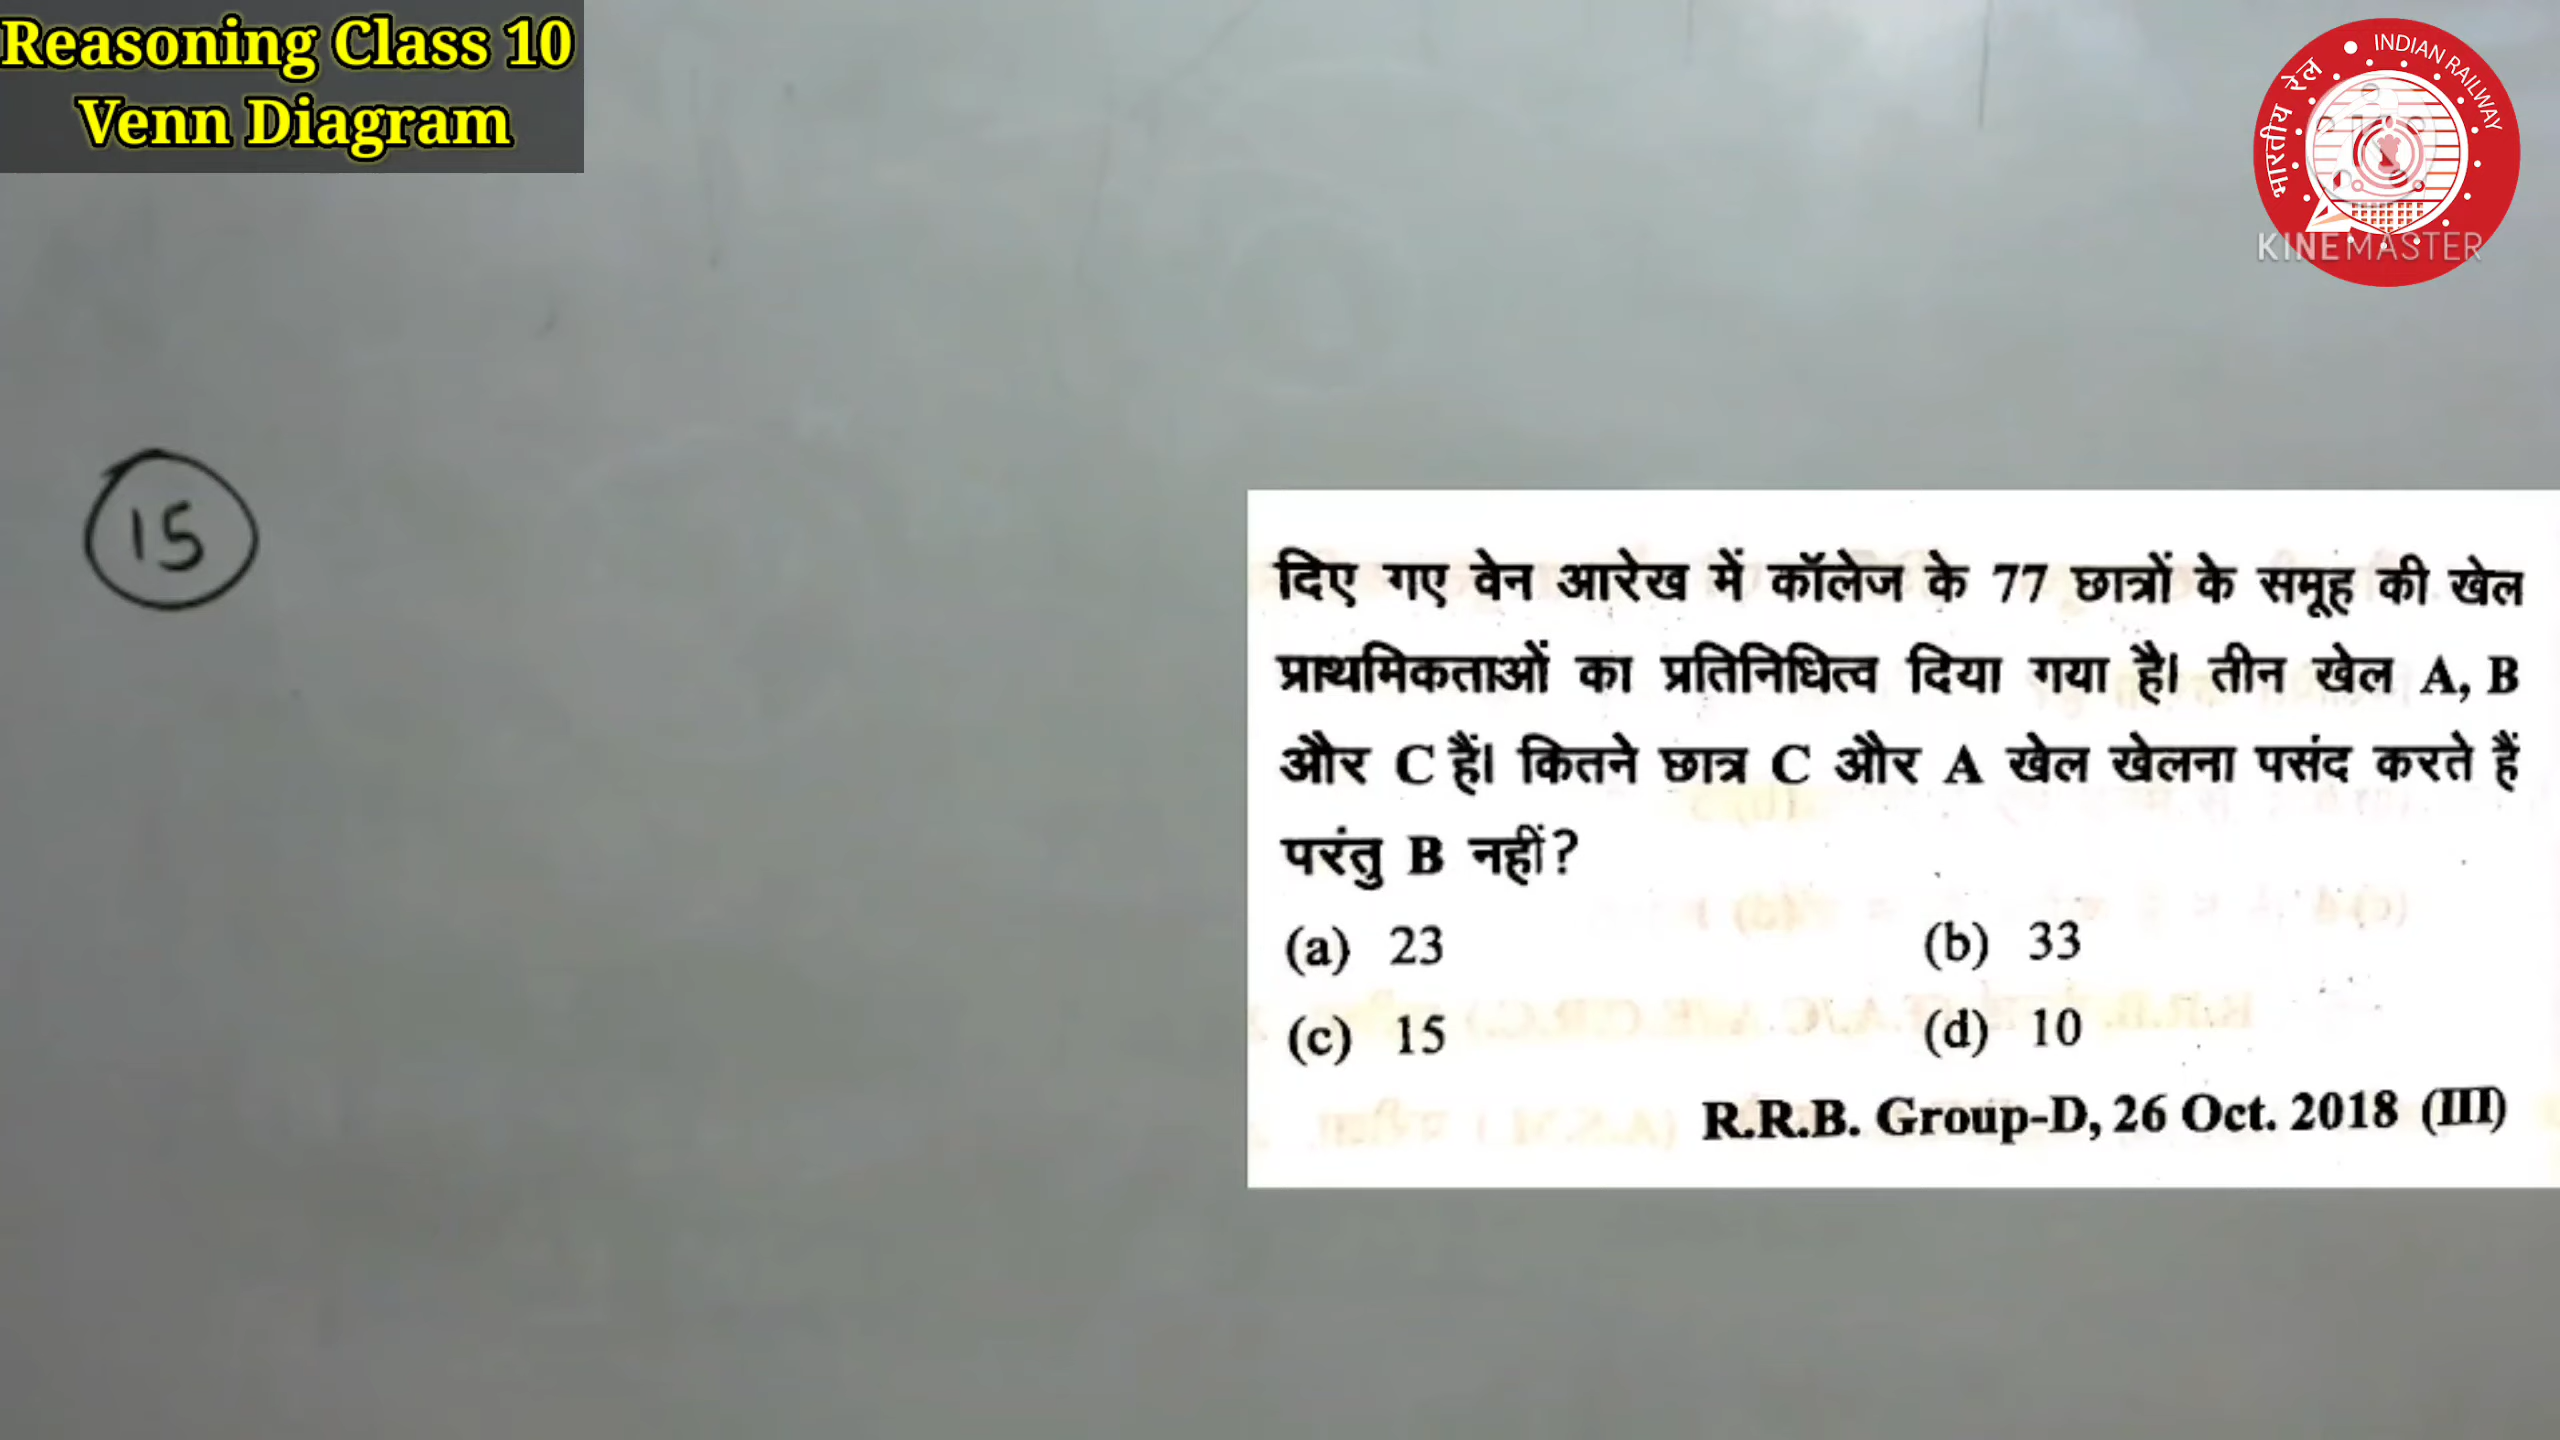 Reasoning Class 10
Venn Diagram
भारतीय रेल
INDIAN RAILWAY
KINEMASTER
15
दिए गए वेन आरेख में कॉलेज के 77 छात्रों के समूह की खेल
प्राथमिकताओं का प्रतिनिधित्व दिया गया है। तीन खेल A, B
और C हैं। कितने छात्र C और A खेल खेलना पसंद करते हैं
परंतु B नहीं?
(a) 23 (b) 33
(c) 15 (d) 10
R.R.B. Group-D, 26 Oct. 2018 (III)